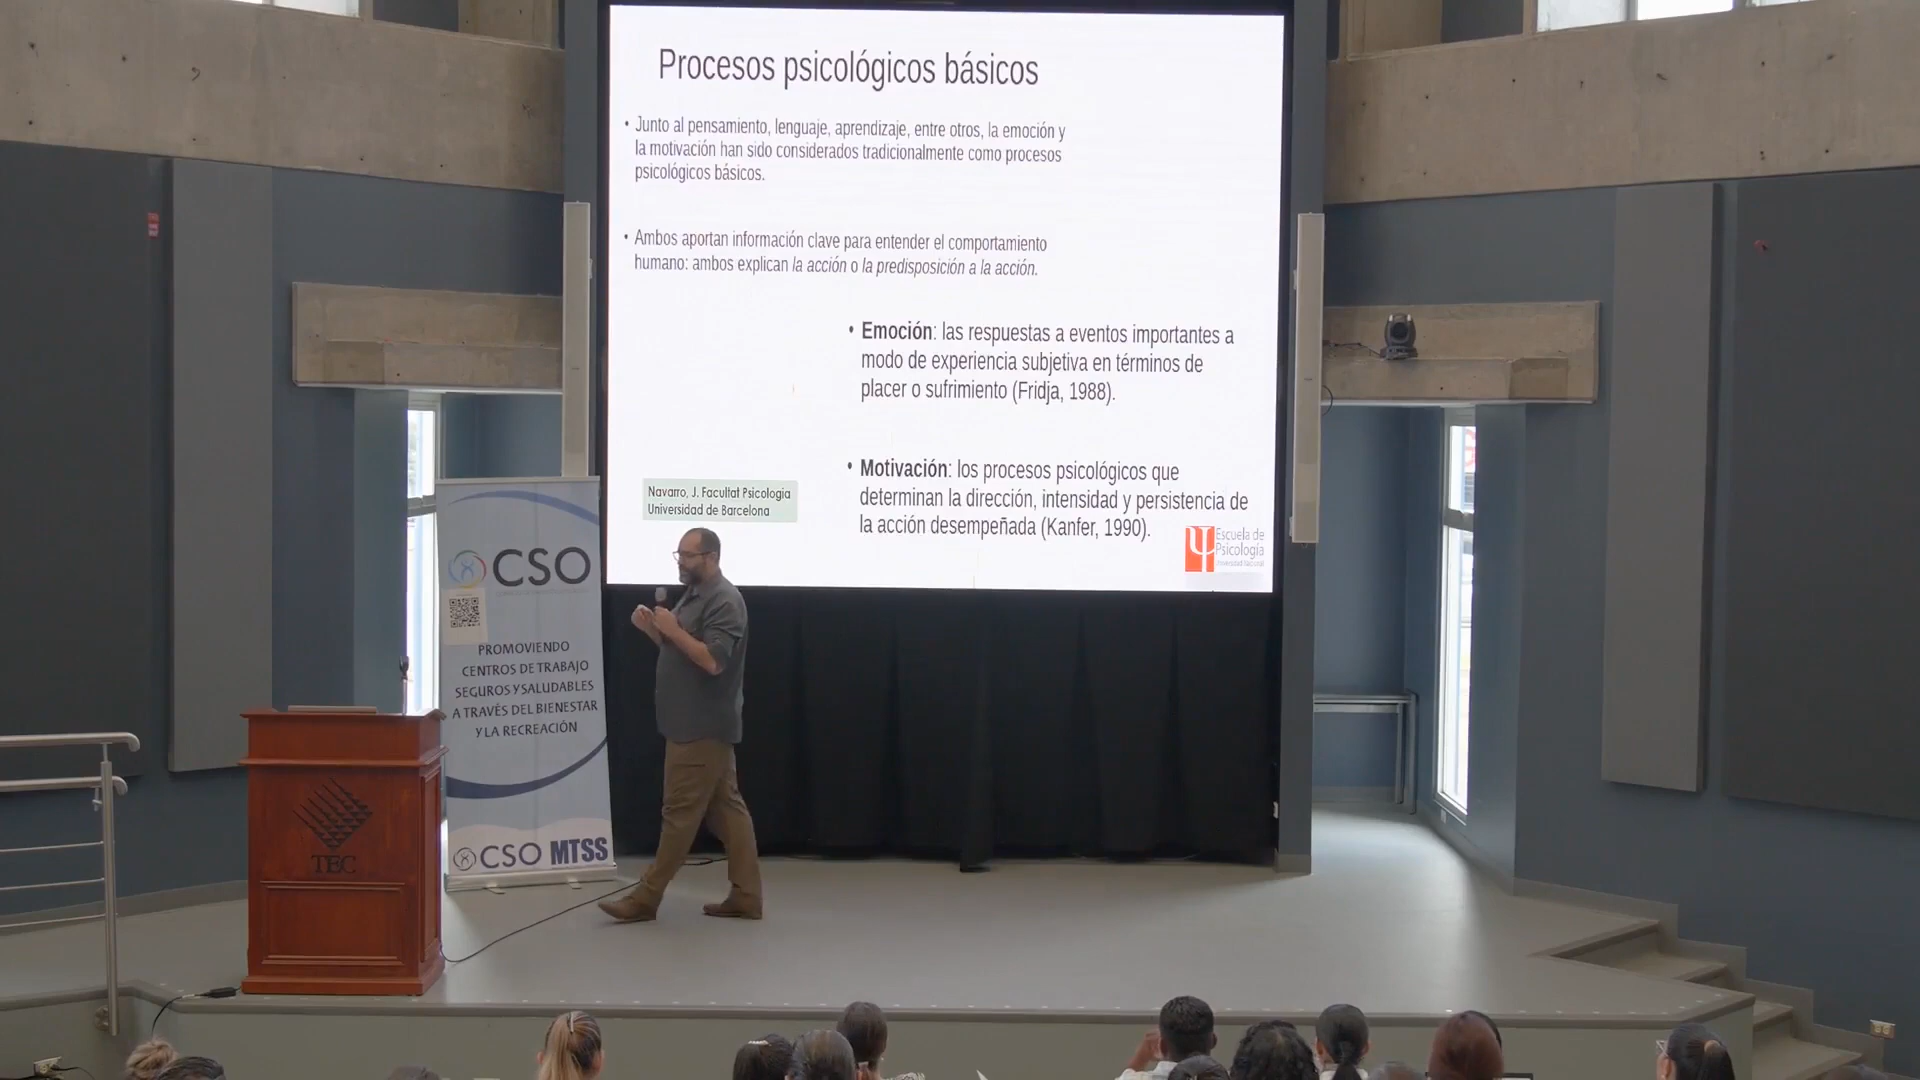 Procesos psicológicos básicos
• Junto al pensamiento, lenguaje, aprendizaje, entre otros, la emoción y
la motivación han sido considerados tradicionalmente como procesos
psicológicos básicos.
• Ambos aportan información clave para entender el comportamiento
humano: ambos explican la acción o la predisposición a la acción.
• Emoción: las respuestas a eventos importantes a
modo de experiencia subjetiva en términos de
placer o sufrimiento (Fridja, 1988).
• Motivación: los procesos psicológicos que
determinan la dirección, intensidad y persistencia de
la acción desempeñada (Kanfer, 1990).
Navarro, J. Facultat Psicologia
Universidad de Barcelona
Escuela de
Psicología
Universidad Nacional
CSO
PROMOVIENDO
CENTROS DE TRABAJO
SEGUROS Y SALUDABLES
A TRAVÉS DEL BIENESTAR
Y LA RECREACIÓN
CSO MTSS
TEC